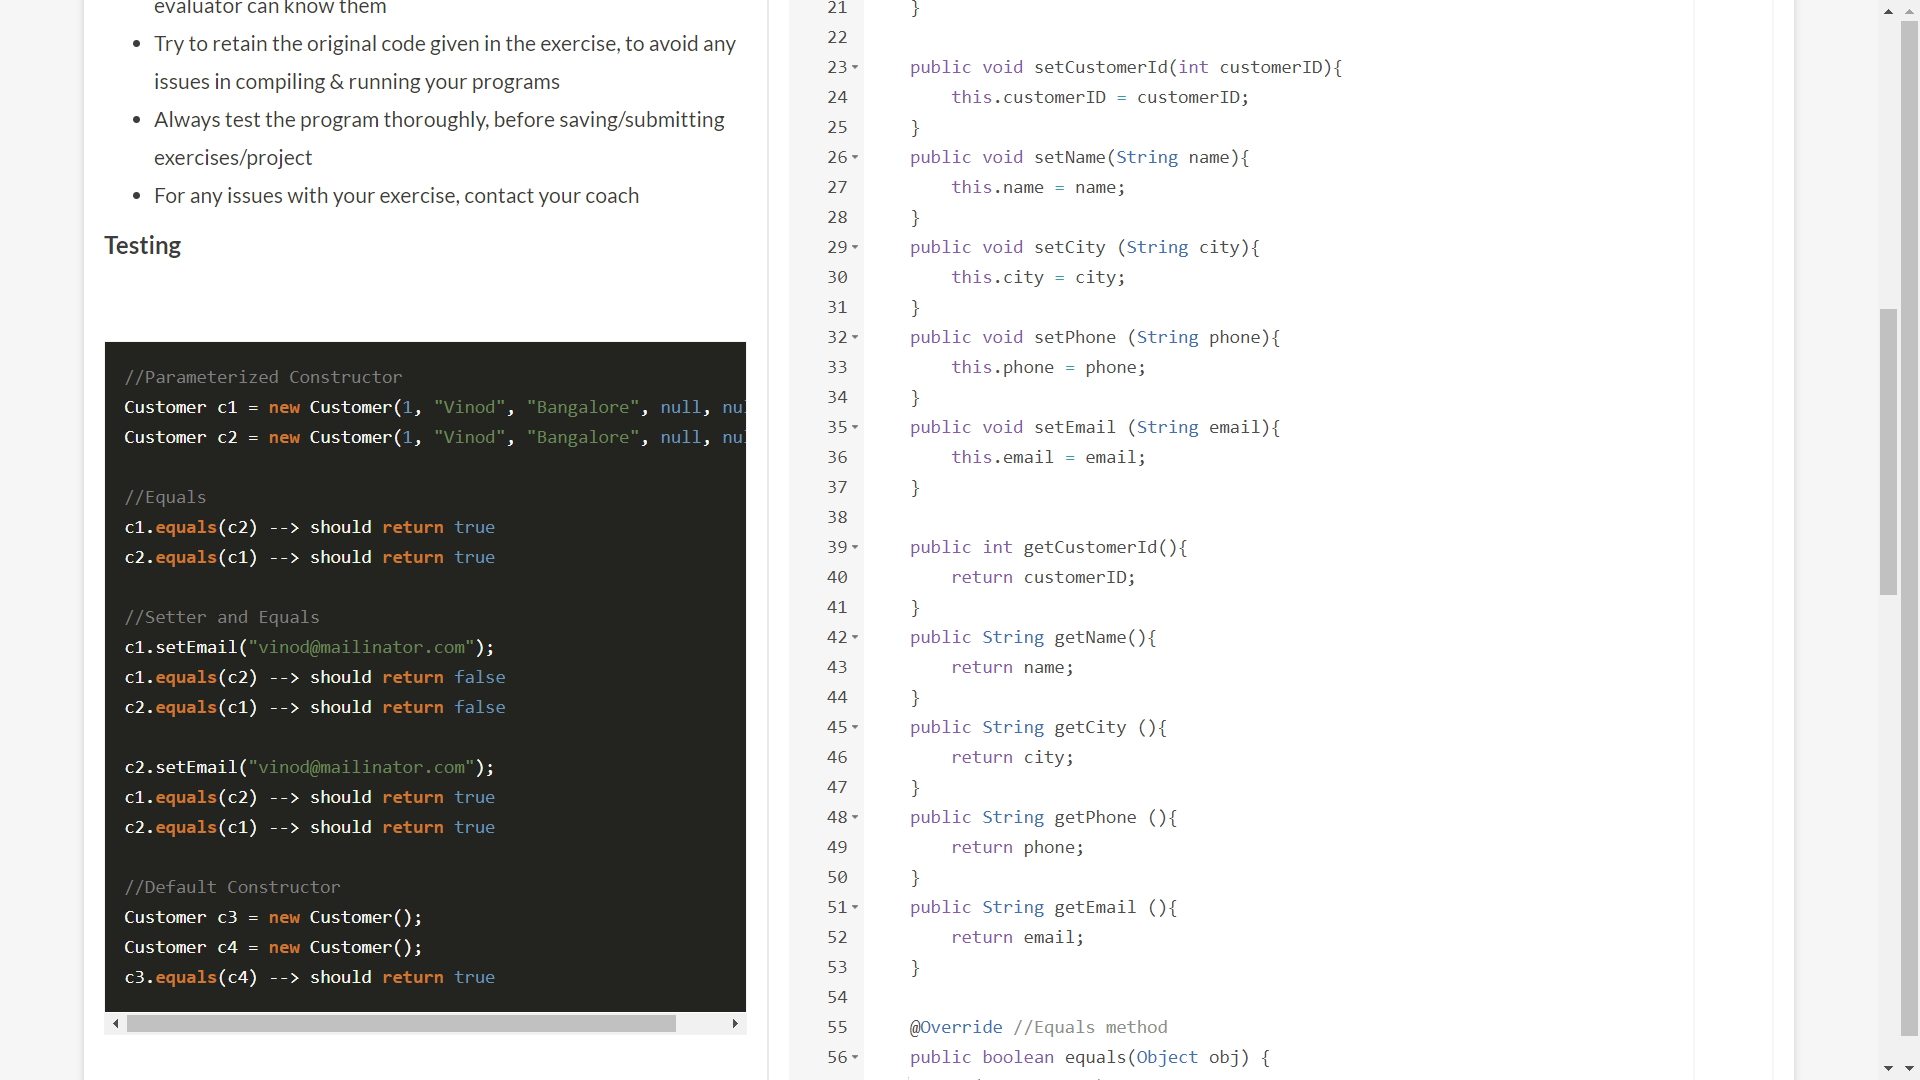 evaluator can know them
• Try to retain the original code given in the exercise, to avoid any
issues in compiling & running your programs
• Always test the program thoroughly, before saving/submitting
exercises/project
• For any issues with your exercise, contact your coach
Testing
//Parameterized Constructor
Customer c1 = new Customer(1, "Vinod", "Bangalore", null, nul
Customer c2 = new Customer(1, "Vinod", "Bangalore", null, nul
//Equals
c1.equals(c2) --> should return true
c2.equals(c1) --> should return true
//Setter and Equals
c1.setEmail("vinod@mailinator.com");
c1.equals(c2) --> should return false
c2.equals(c1) --> should return false
c2.setEmail("vinod@mailinator.com");
c1.equals(c2) --> should return true
c2.equals(c1) --> should return true
//Default Constructor
Customer c3 = new Customer();
Customer c4 = new Customer();
c3.equals(c4) --> should return true
21 }
22
23 public void setCustomerId(int customerID){
24 this.customerID = customerID;
25 }
26 public void setName(String name){
27 this.name = name;
28 }
29 public void setCity (String city){
30 this.city = city;
31 }
32 public void setPhone (String phone){
33 this.phone = phone;
34 }
35 public void setEmail (String email){
36 this.email = email;
37 }
38
39 public int getCustomerId(){
40 return customerID;
41 }
42 public String getName(){
43 return name;
44 }
45 public String getCity (){
46 return city;
47 }
48 public String getPhone (){
49 return phone;
50 }
51 public String getEmail (){
52 return email;
53 }
54
55 @Override //Equals method
56 public boolean equals(Object obj) {